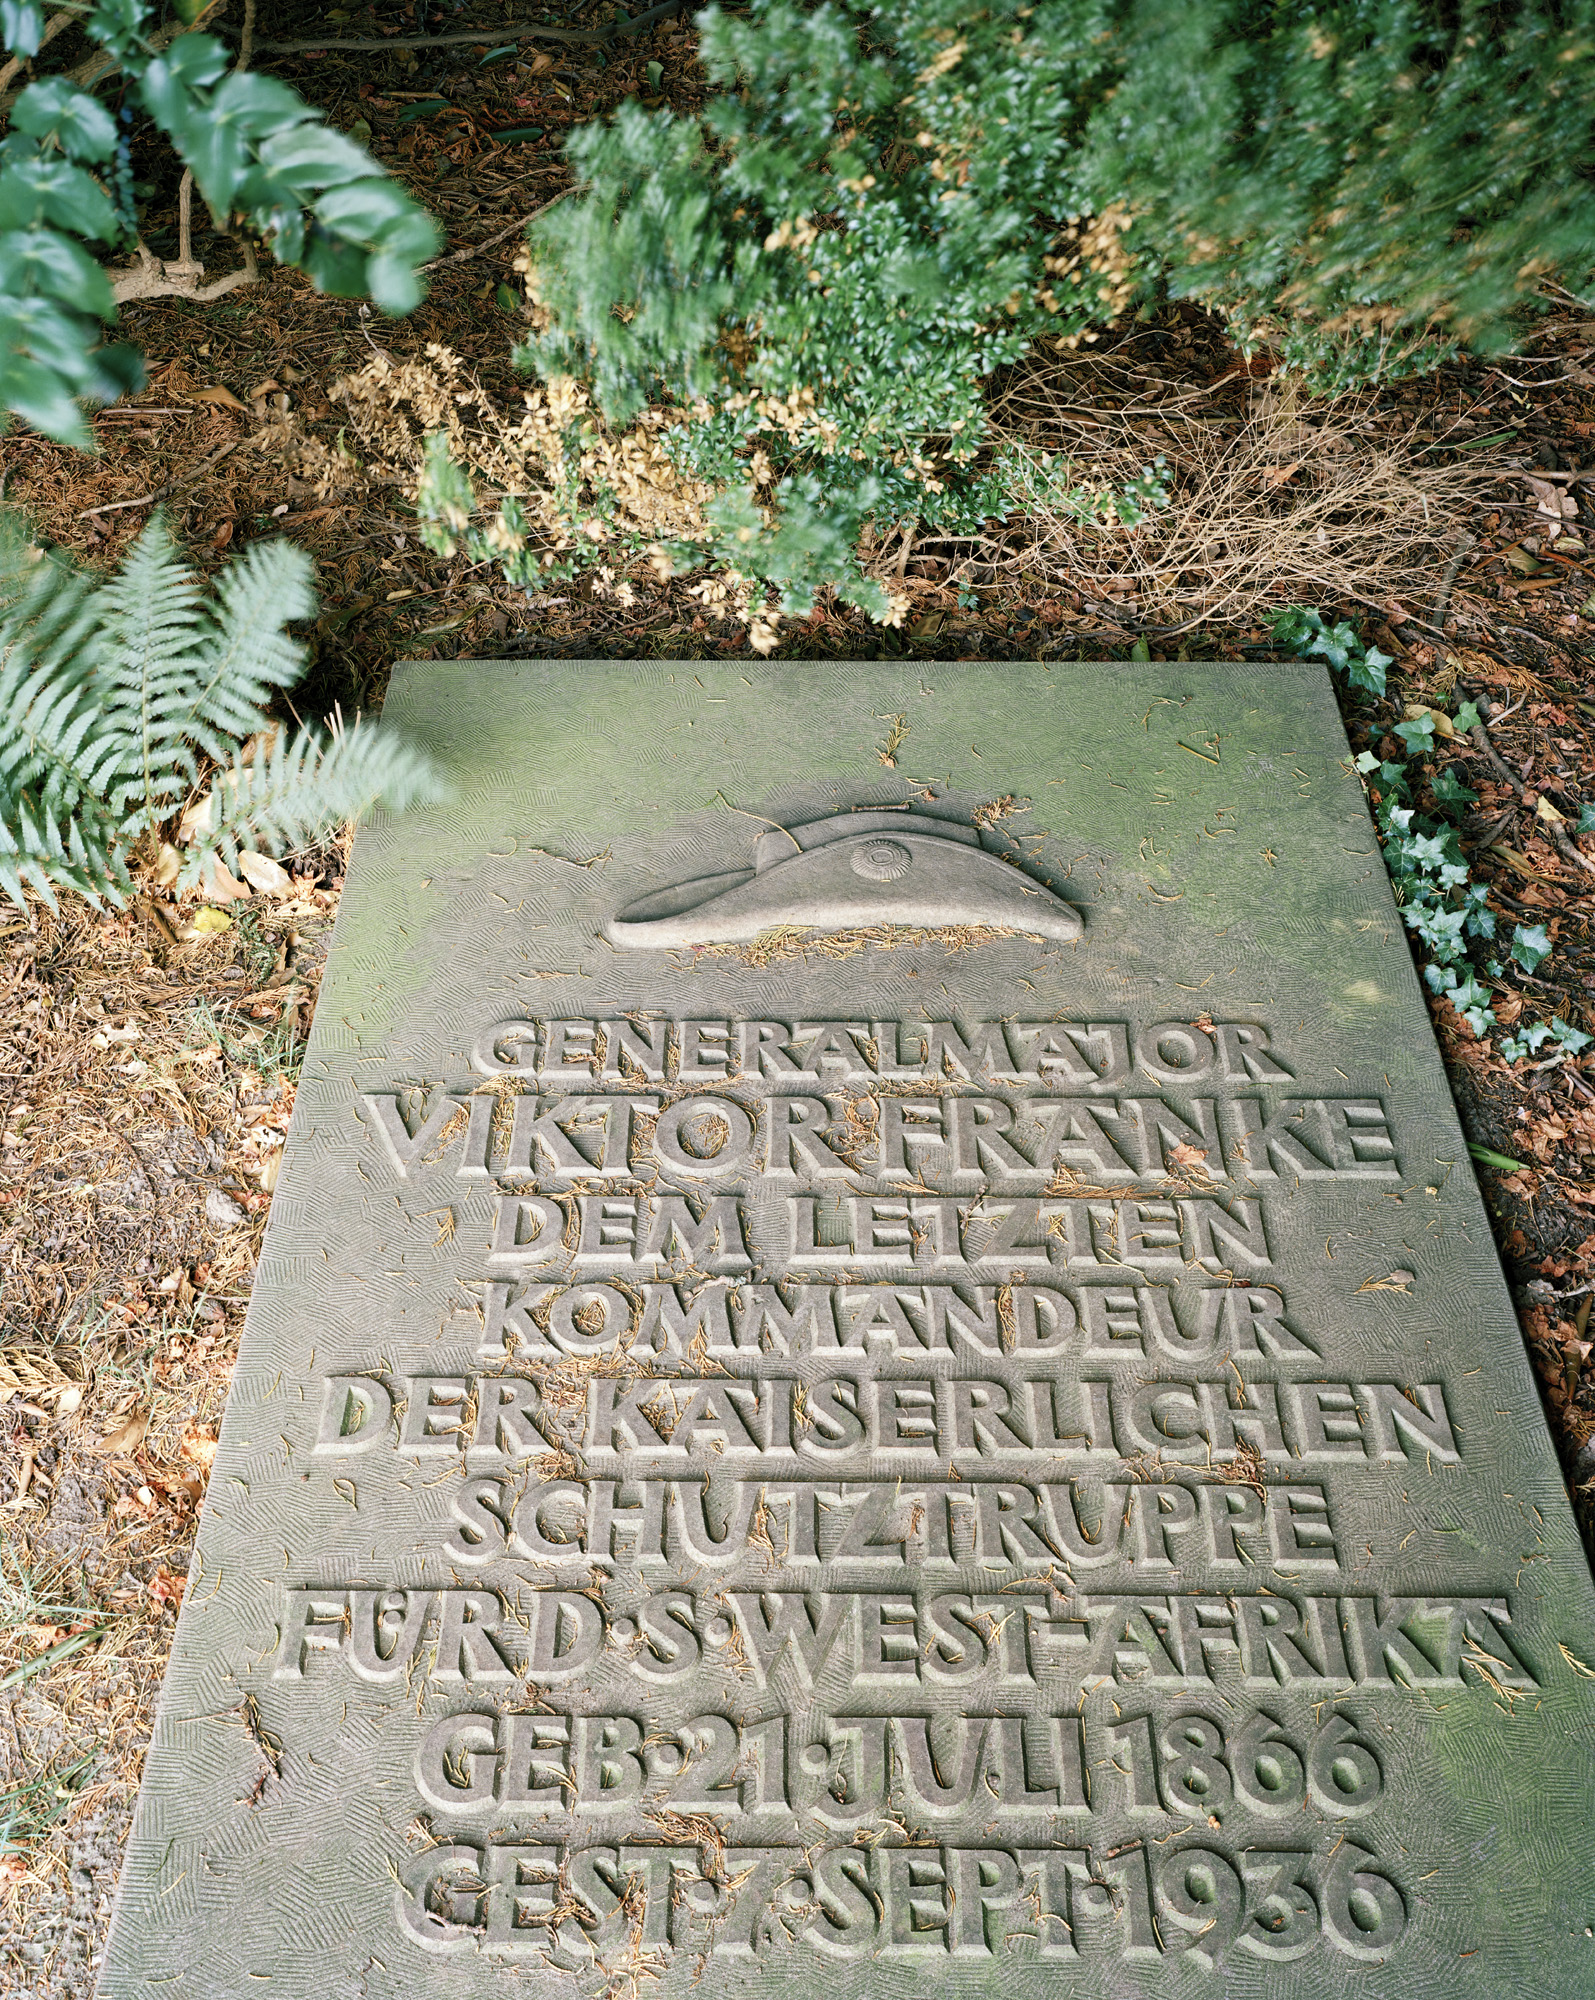 GENERALMAJOR
VIKTOR FRANKE
DEM LETZTEN
KOMMANDEUR
DER KAISERLICHEN
SCHUTZTRUPPE
FÜR D·S·WEST-AFRIKA
GEB·21·JULI 1866
GEST·7·SEPT·1936